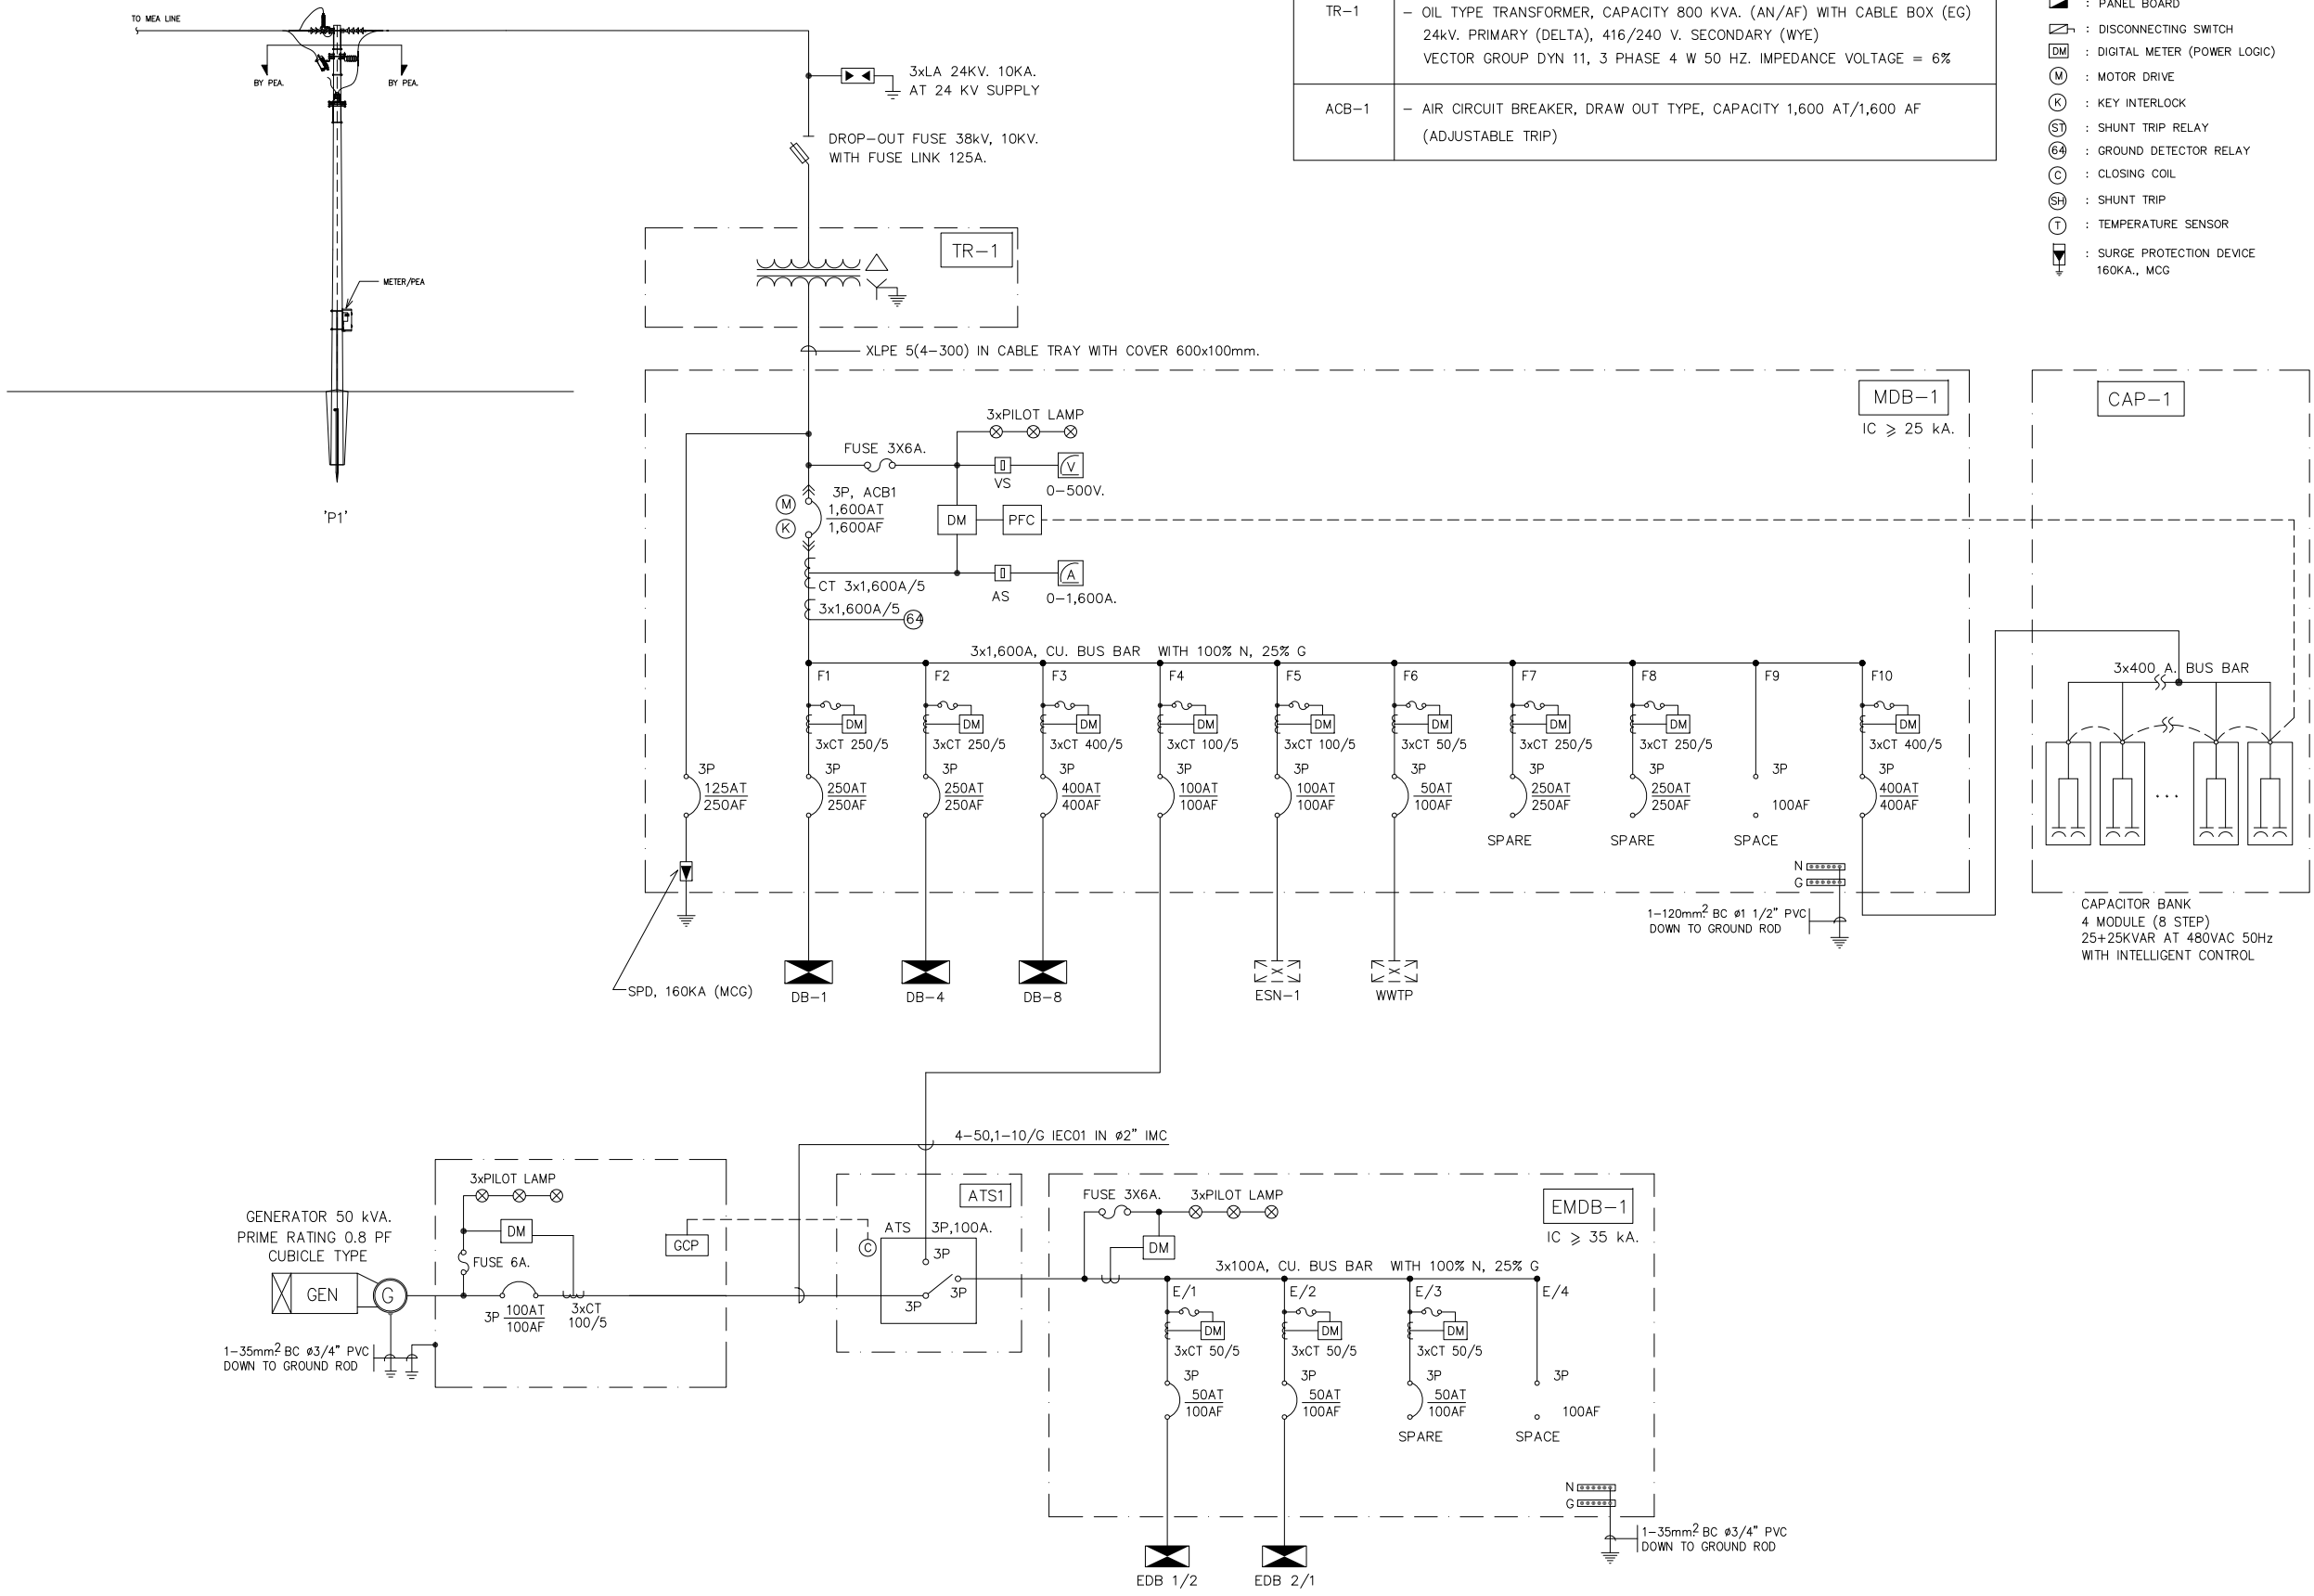 TO MEA LINE
BY PEA.
BY PEA.
METER/PEA
'P1'
3xLA 24KV. 10KA.
AT 24 KV SUPPLY
DROP-OUT FUSE 38kV, 10KV.
WITH FUSE LINK 125A.
TR-1
- OIL TYPE TRANSFORMER, CAPACITY 800 KVA. (AN/AF) WITH CABLE BOX (EG)
24kV. PRIMARY (DELTA), 416/240 V. SECONDARY (WYE)
VECTOR GROUP DYN 11, 3 PHASE 4 W 50 HZ. IMPEDANCE VOLTAGE = 6%
ACB-1
- AIR CIRCUIT BREAKER, DRAW OUT TYPE, CAPACITY 1,600 AT/1,600 AF
(ADJUSTABLE TRIP)
: PANEL BOARD
: DISCONNECTING SWITCH
DM : DIGITAL METER (POWER LOGIC)
M : MOTOR DRIVE
K : KEY INTERLOCK
ST : SHUNT TRIP RELAY
64 : GROUND DETECTOR RELAY
C : CLOSING COIL
SH : SHUNT TRIP
T : TEMPERATURE SENSOR
: SURGE PROTECTION DEVICE
160KA., MCG
TR-1
XLPE 5(4-300) IN CABLE TRAY WITH COVER 600x100mm.
MDB-1
IC ⩾ 25 kA.
CAP-1
3xPILOT LAMP
FUSE 3X6A.
V
VS
0-500V.
M
K
3P, ACB1
1,600AT
1,600AF
DM
PFC
CT 3x1,600A/5
A
AS
0-1,600A.
3x1,600A/5
64
3x1,600A, CU. BUS BAR WITH 100% N, 25% G
3x400 A. BUS BAR
F1 F2 F3 F4 F5 F6 F7 F8 F9 F10
DM DM DM DM DM DM DM DM DM
3xCT 250/5 3xCT 250/5 3xCT 400/5 3xCT 100/5 3xCT 100/5 3xCT 50/5 3xCT 250/5 3xCT 250/5 3xCT 400/5
3P 3P 3P 3P 3P 3P 3P 3P 3P 3P 3P
125AT 250AT 250AT 400AT 100AT 100AT 50AT 250AT 250AT 400AT
250AF 250AF 250AF 400AF 100AF 100AF 100AF 250AF 250AF 100AF 400AF
SPARE SPARE SPACE
...
N
G
1-120mm² BC ø1 1/2" PVC
DOWN TO GROUND ROD
CAPACITOR BANK
4 MODULE (8 STEP)
25+25KVAR AT 480VAC 50Hz
WITH INTELLIGENT CONTROL
SPD, 160KA (MCG)
DB-1 DB-4 DB-8 ESN-1 WWTP
4-50,1-10/G IEC01 IN ø2" IMC
GENERATOR 50 kVA.
PRIME RATING 0.8 PF
CUBICLE TYPE
GEN
G
3xPILOT LAMP
DM
FUSE 6A.
3P
100AT
100AF
3xCT
100/5
GCP
1-35mm² BC ø3/4" PVC
DOWN TO GROUND ROD
ATS1
ATS 3P,100A.
C
3P
3P
3P
EMDB-1
IC ⩾ 35 kA.
FUSE 3X6A.
3xPILOT LAMP
DM
3x100A, CU. BUS BAR WITH 100% N, 25% G
E/1 E/2 E/3 E/4
DM DM DM
3xCT 50/5 3xCT 50/5 3xCT 50/5
3P 3P 3P 3P
50AT 50AT 50AT
100AF 100AF 100AF 100AF
SPARE SPACE
N
G
1-35mm² BC ø3/4" PVC
DOWN TO GROUND ROD
EDB 1/2 EDB 2/1